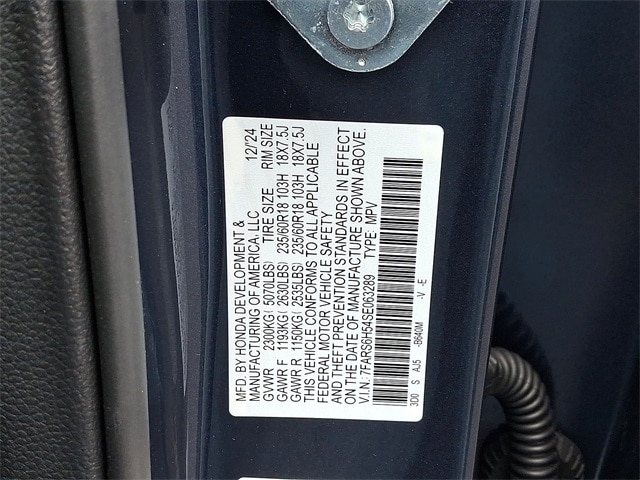 MFD. BY HONDA DEVELOPMENT &
MANUFACTURING OF AMERICA, LLC 12/'24
GVWR 2300KG (5070LBS) TIRE SIZE RIM SIZE
GAWR F 1193KG (2630LBS) 235/60R18 103H 18X7.5J
GAWR R 1150KG (2535LBS) 235/60R18 103H 18X7.5J
THIS VEHICLE CONFORMS TO ALL APPLICABLE
FEDERAL MOTOR VEHICLE SAFETY
AND THEFT PREVENTION STANDARDS IN EFFECT
ON THE DATE OF MANUFACTURE SHOWN ABOVE.
V.I.N.: 7FARS6H54SE063289 TYPE: MPV
3D0 S AJ5 -B640M -V -E